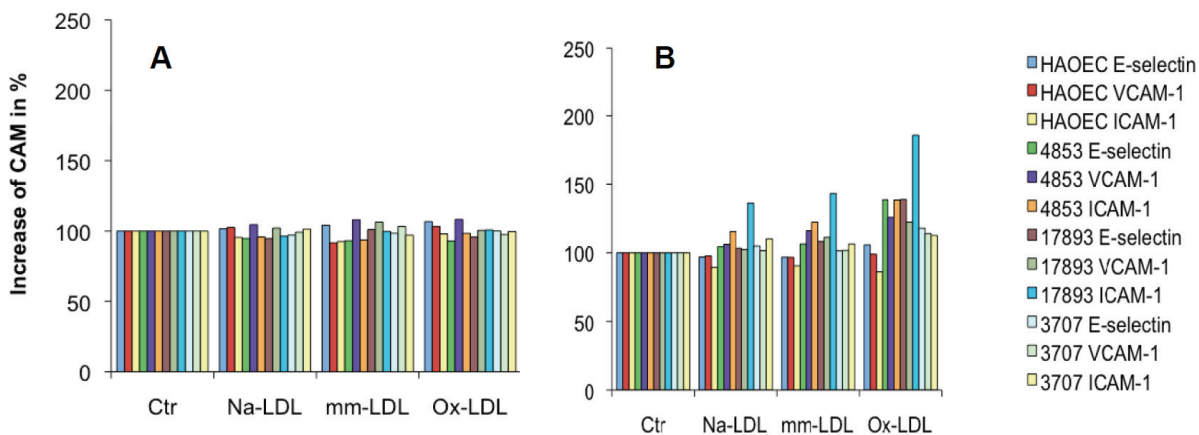 Increase of CAM in %
250
200
150
100
50
0
A
Ctr
Na-LDL
mm-LDL
Ox-LDL
250
200
150
100
50
0
B
Ctr
Na-LDL
mm-LDL
Ox-LDL
HAOEC E-selectin
HAOEC VCAM-1
HAOEC ICAM-1
4853 E-selectin
4853 VCAM-1
4853 ICAM-1
17893 E-selectin
17893 VCAM-1
17893 ICAM-1
3707 E-selectin
3707 VCAM-1
3707 ICAM-1